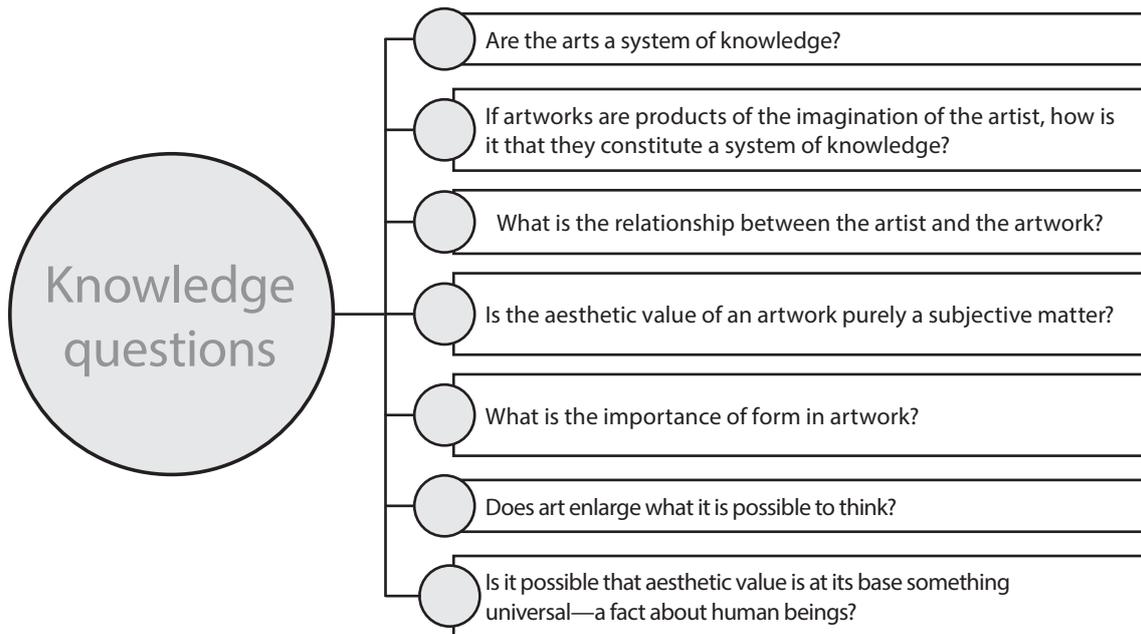 Knowledge
questions
Are the arts a system of knowledge?
If artworks are products of the imagination of the artist, how is
it that they constitute a system of knowledge?
What is the relationship between the artist and the artwork?
Is the aesthetic value of an artwork purely a subjective matter?
What is the importance of form in artwork?
Does art enlarge what it is possible to think?
Is it possible that aesthetic value is at its base something
universal—a fact about human beings?